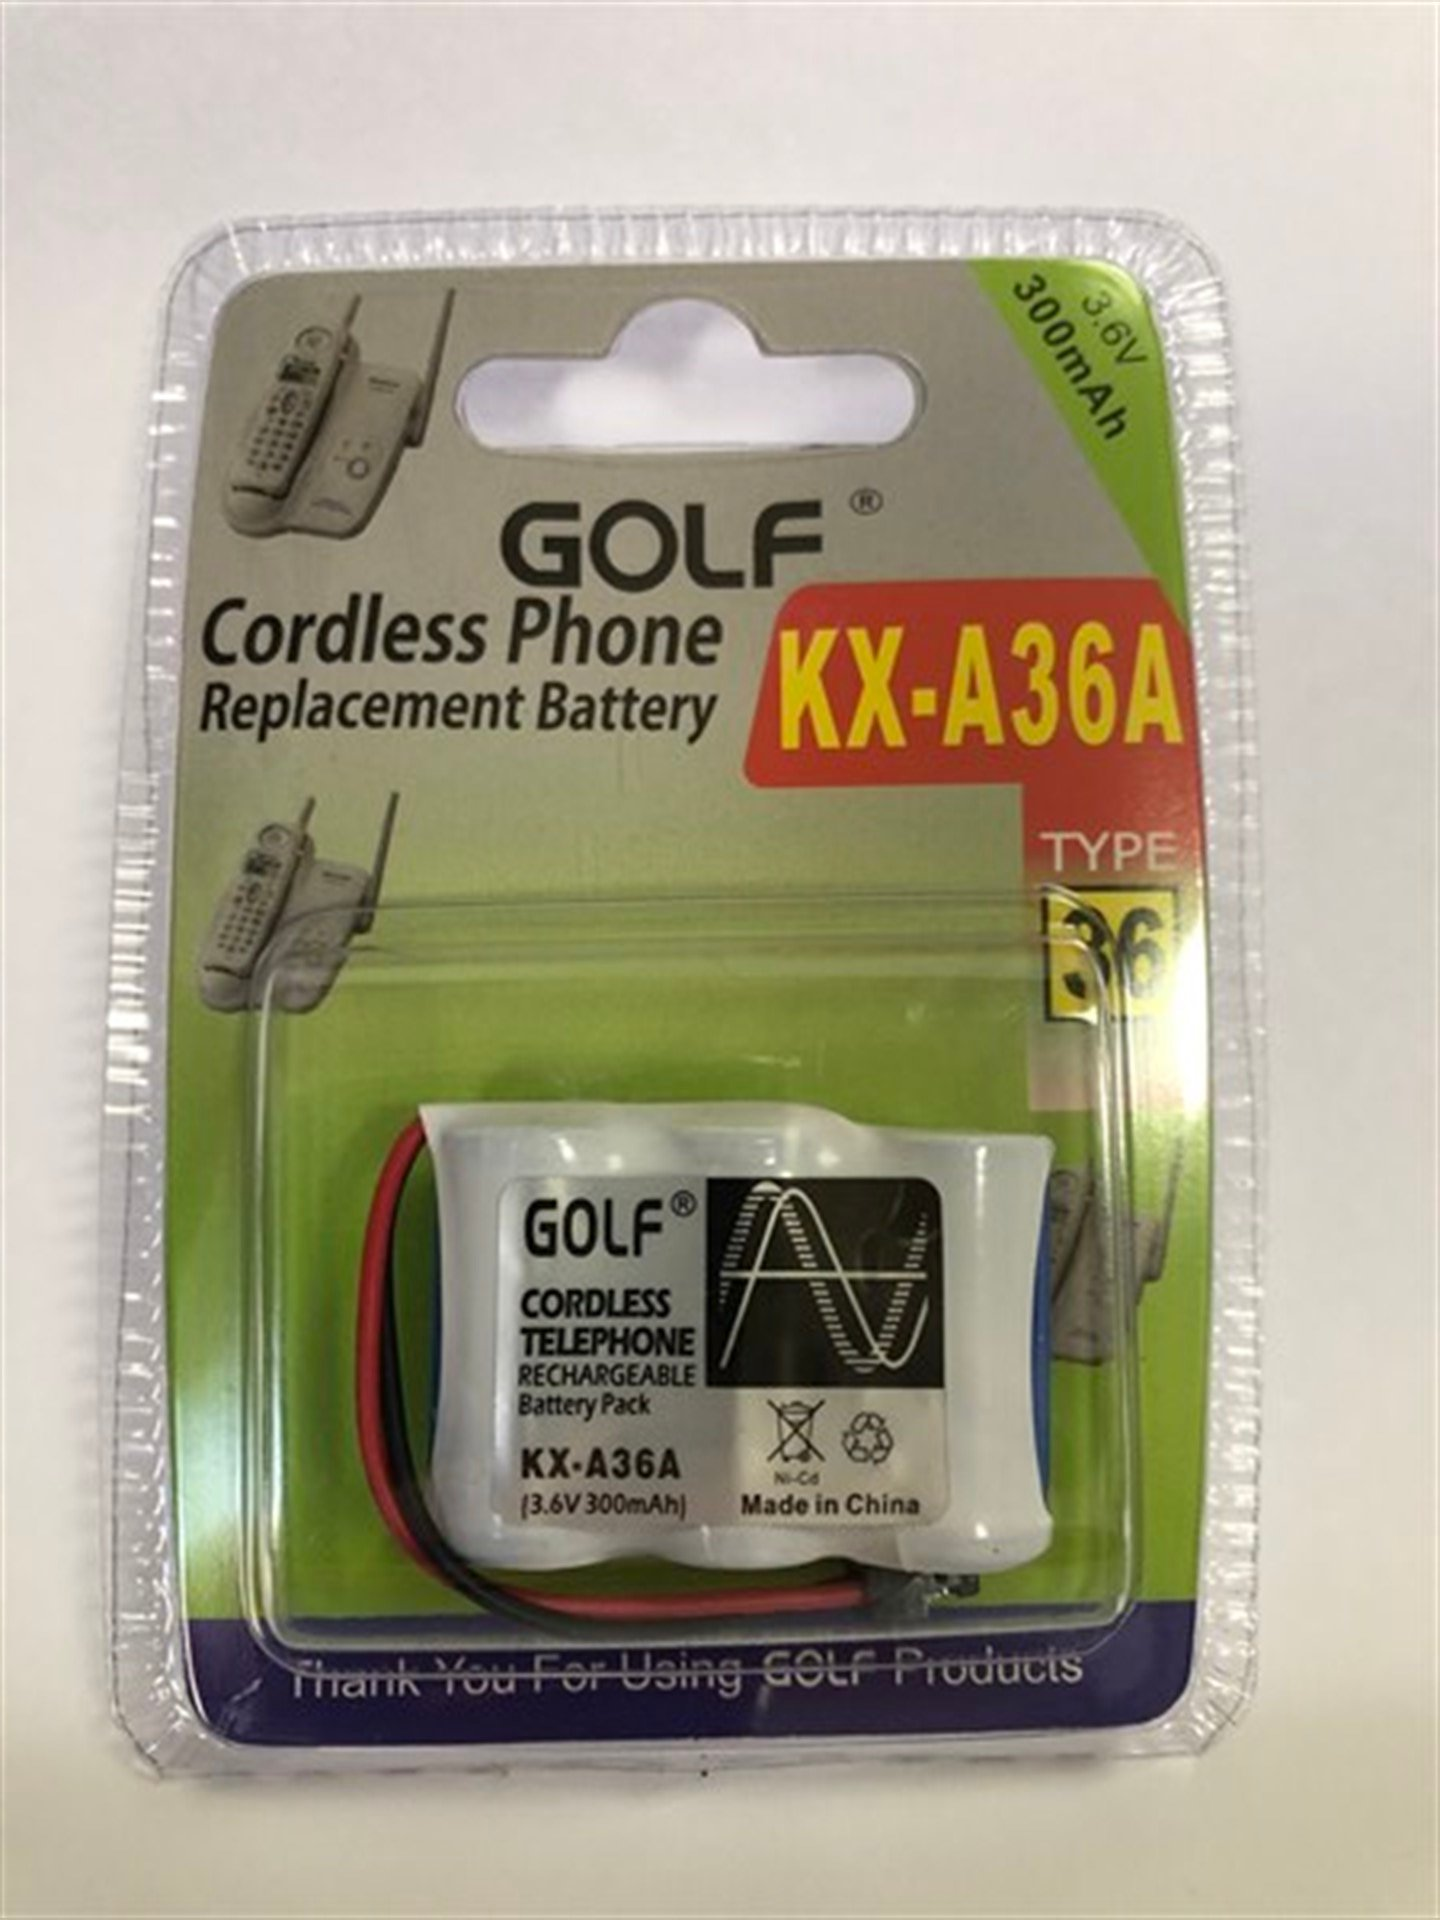 3.6V
300mAh
GOLF ®
Cordless Phone
Replacement Battery
KX-A36A
TYPE
36
GOLF®
CORDLESS
TELEPHONE
RECHARGEABLE
Battery Pack
KX-A36A
(3.6V 300mAh)
Ni-Cd
Made in China
Thank You For Using GOLF Products